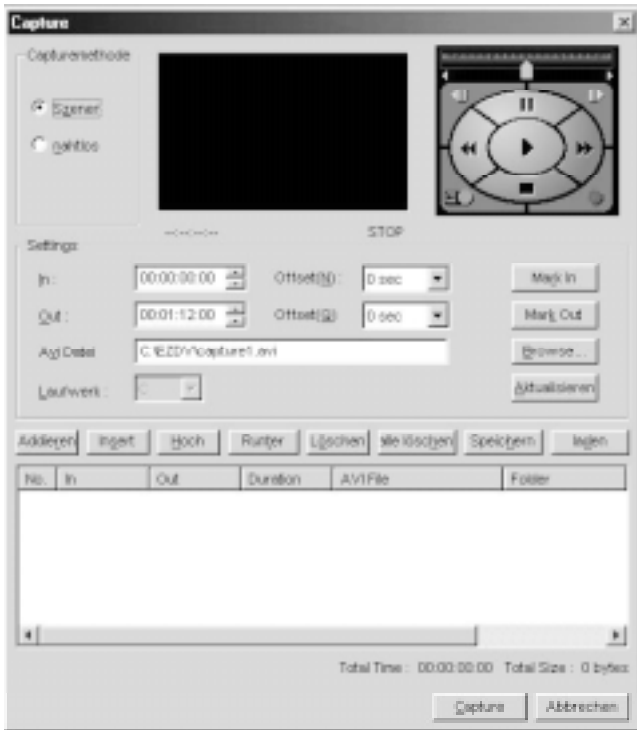 Capture
Capturemethode
Szenen
nahtlos
--:--:--:--
STOP
Settings:
In :
00:00:00:00
Offset(N) :
0 sec
Mark In
Out :
00:01:12:00
Offset(S)
0 sec
Mark Out
Avi Datei
C:\EZDV\capture1.avi
Browse...
Laufwerk :
C
Aktualisieren
Addieren Insert Hoch Runter Löschen alle löschen Speichern laden
No. In Out Duration AVI File Folder
Total Time : 00:00:00:00 Total Size : 0 bytes
Capture Abbrechen